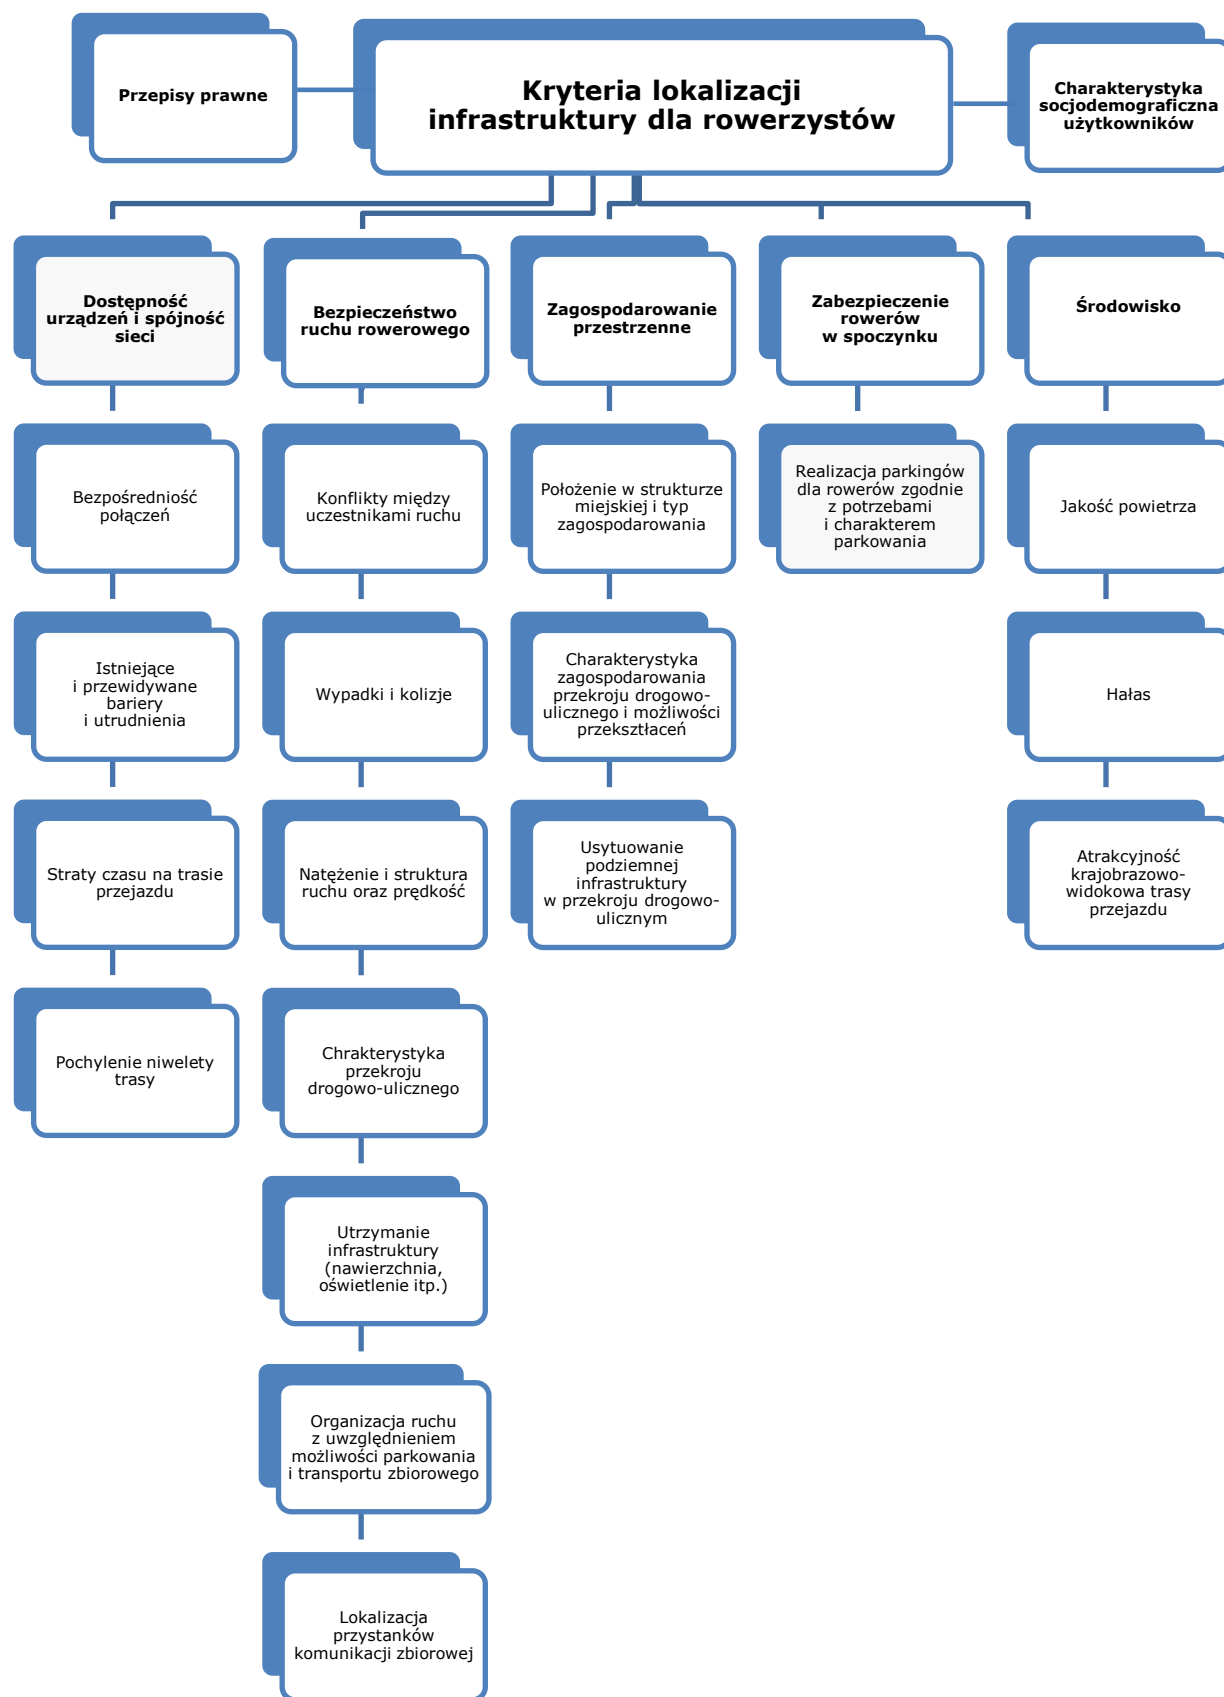 Przepisy prawne
Kryteria lokalizacji
infrastruktury dla rowerzystów
Charakterystyka
socjodemograficzna
użytkowników
Dostępność
urządzeń i spójność
sieci
Bezpieczeństwo
ruchu rowerowego
Zagospodarowanie
przestrzenne
Zabezpieczenie
rowerów
w spoczynku
Środowisko
Bezpośredniość
połączeń
Konflikty między
uczestnikami ruchu
Położenie w strukturze
miejskiej i typ
zagospodarowania
Realizacja parkingów
dla rowerów zgodnie
z potrzebami
i charakterem
parkowania
Jakość powietrza
Istniejące
i przewidywane
bariery
i utrudnienia
Wypadki i kolizje
Charakterystyka
zagospodarowania
przekroju drogowo-
ulicznego i możliwości
przekształceń
Hałas
Straty czasu na trasie
przejazdu
Natężenie i struktura
ruchu oraz prędkość
Usytuowanie
podziemnej
infrastruktury
w przekroju drogowo-
ulicznym
Atrakcyjność
krajobrazowo-
widokowa trasy
przejazdu
Pochylenie niwelety
trasy
Chrakterystyka
przekroju
drogowo-ulicznego
Utrzymanie
infrastruktury
(nawierzchnia,
oświetlenie itp.)
Organizacja ruchu
z uwzględnieniem
możliwości parkowania
i transportu zbiorowego
Lokalizacja
przystanków
komunikacji zbiorowej